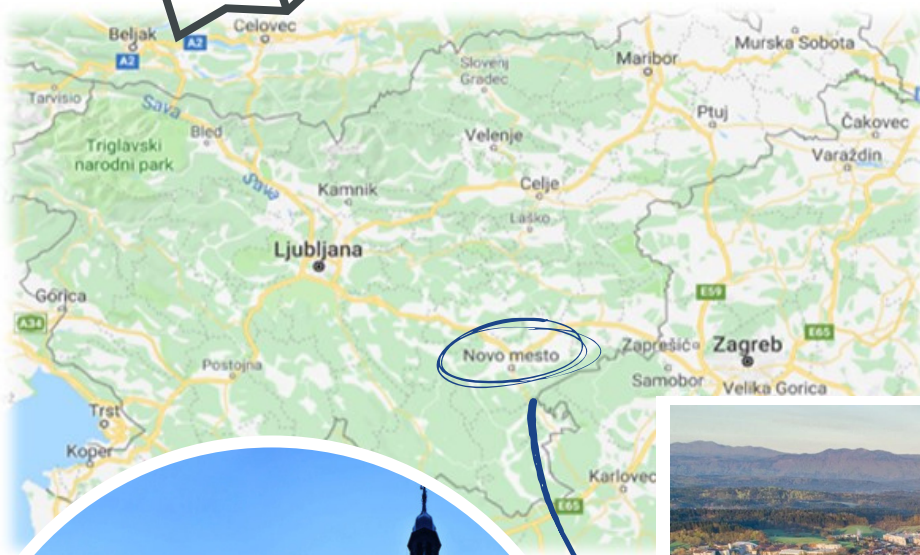 Beljak
A2
Celovec
A2
Slovenj
Gradec
Maribor
Murska Sobota
Tarvisio
Sava
Bled
Ptuj
Čakovec
Velenje
Triglavski
narodni park
Varaždin
Sava
Kamnik
Celje
Laško
Ljubljana
Gorica
E59
A34
E65
Novo mesto
Zaprešić
Zagreb
Postojna
Samobor
Velika Gorica
Trst
Koper
Karlovec
E65